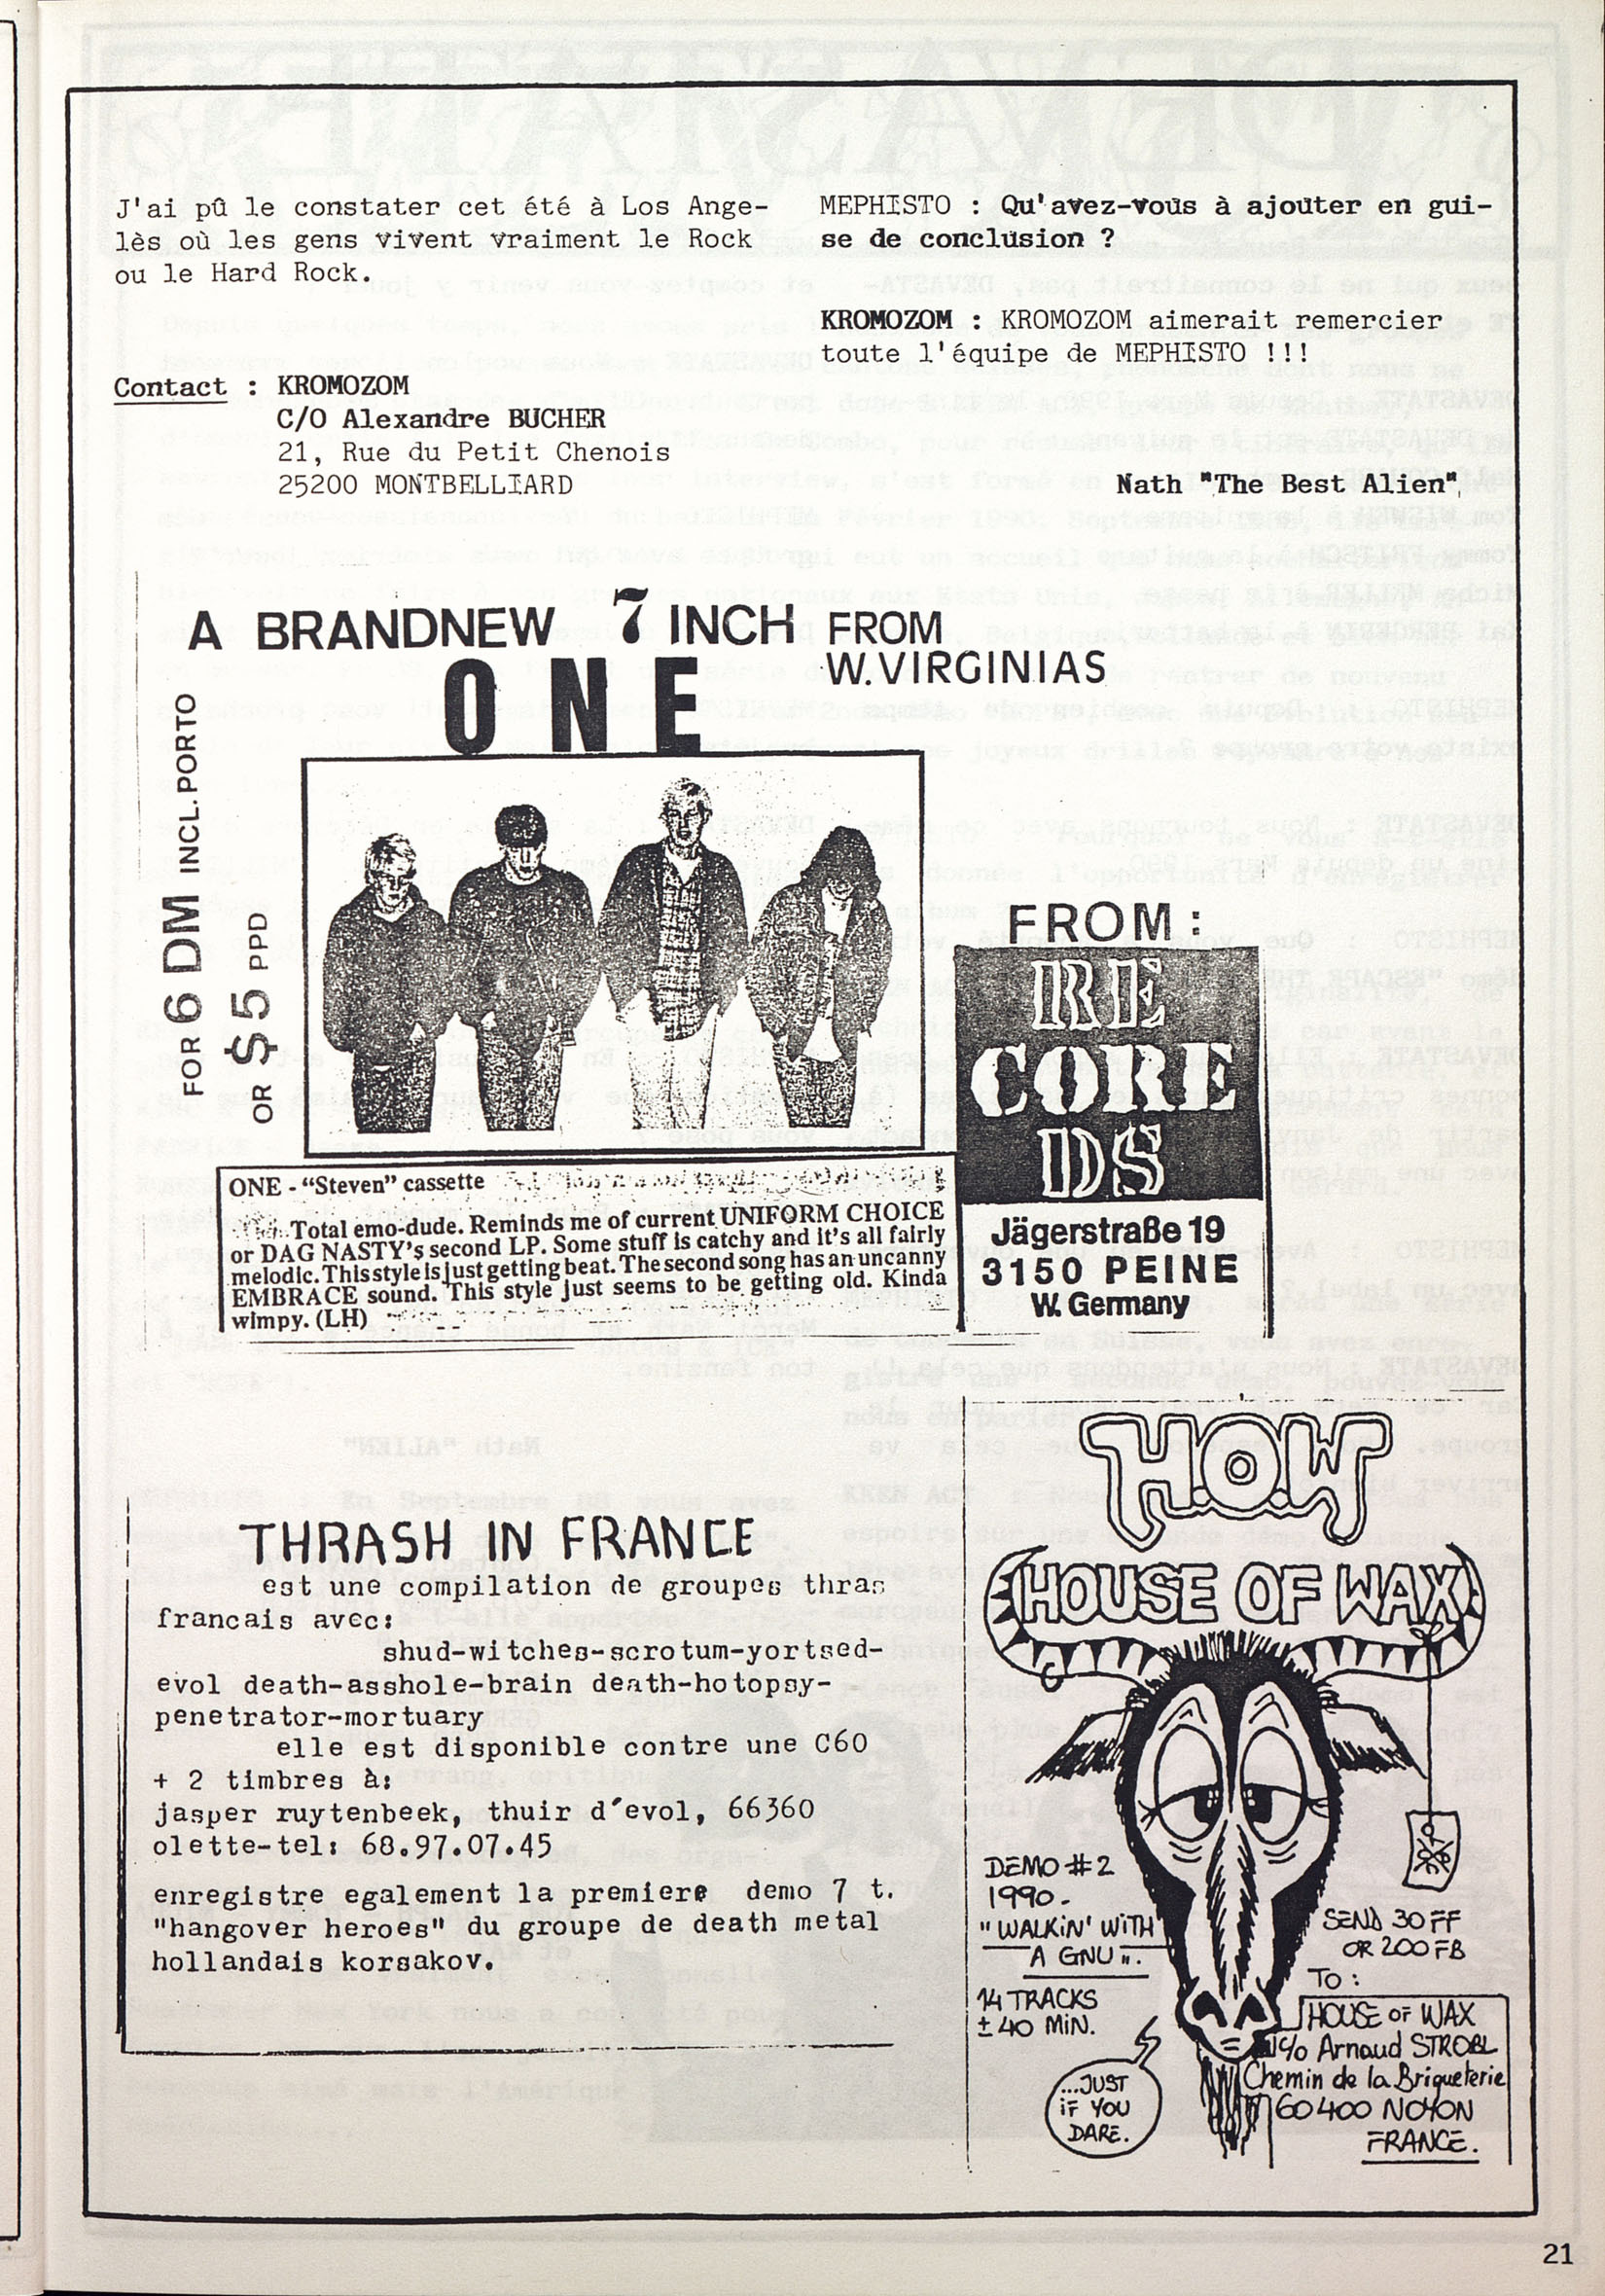 J'ai pû le constater cet été à Los Ange-
lès où les gens vivent vraiment le Rock
ou le Hard Rock.
Contact : KROMOZOM
C/O Alexandre BUCHER
21, Rue du Petit Chenois
25200 MONTBELLIARD
MEPHISTO : Qu'avez-vous à ajouter en gui-
se de conclusion ?
KROMOZOM : KROMOZOM aimerait remercier
toute l'équipe de MEPHISTO !!!
Nath "The Best Alien"
A BRANDNEW 7 INCH FROM
W.VIRGINIAS
ONE
FOR 6 DM INCL.PORTO
OR $5 PPD
FROM:
RE
CORE
DS
Jägerstraße 19
3150 PEINE
W. Germany
ONE - "Steven" cassette
Total emo-dude. Reminds me of current UNIFORM CHOICE
or DAG NASTY's second LP. Some stuff is catchy and it's all fairly
melodic. This style is just getting beat. The second song has an uncanny
EMBRACE sound. This style just seems to be getting old. Kinda
wimpy. (LH)
THRASH IN FRANCE
est une compilation de groupes thras
francais avec:
shud-witches-scrotum-yortsed-
evol death-asshole-brain death-hotopsy-
penetrator-mortuary
elle est disponible contre une C60
+ 2 timbres à:
jasper ruytenbeek, thuir d'evol, 66360
olette-tel: 68.97.07.45
enregistre egalement la premiere demo 7 t.
"hangover heroes" du groupe de death metal
hollandais korsakov.
H.O.W
HOUSE OF WAX
DEMO #2
1990.
"WALKiN' WiTH
A GNU".
14 TRACKS
± 40 MiN.
...JUST
iF YOU
DARE.
SEND 30 FF
OR 200 FB
To:
HOUSE OF WAX
c/o Arnaud STROBL
Chemin de la Briqueterie
60400 NOYON
FRANCE.
21